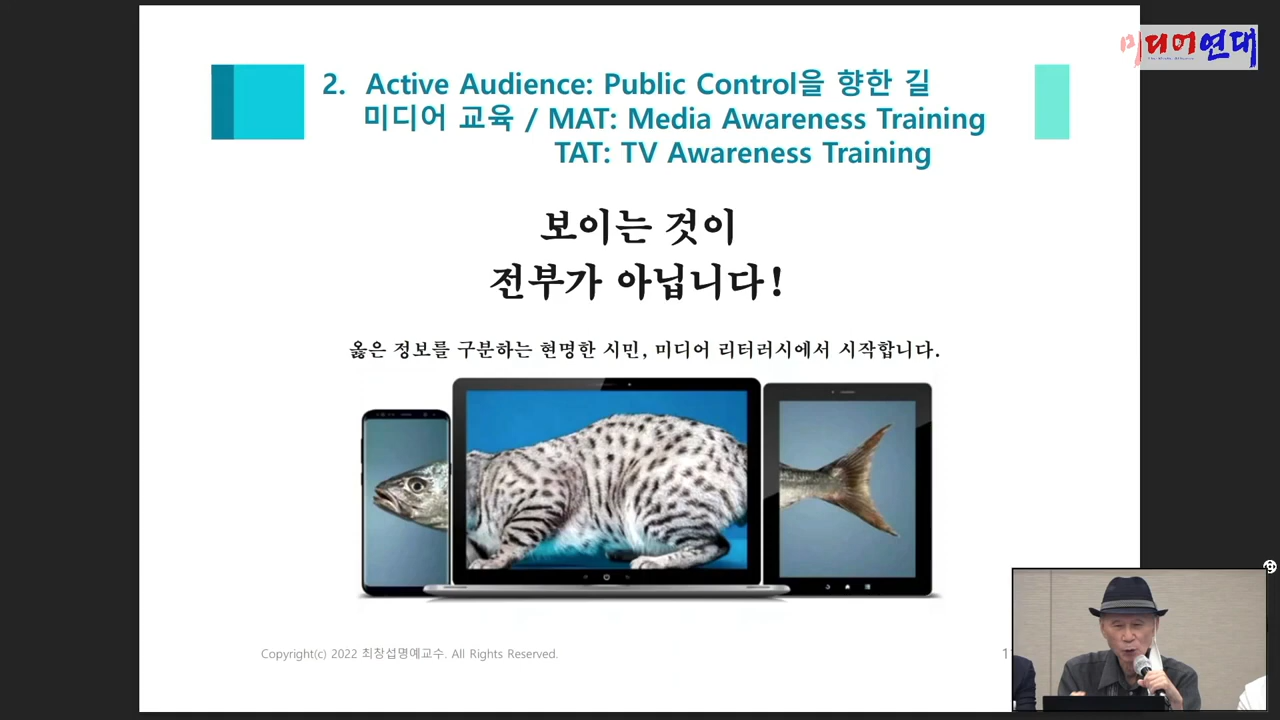 미디어연대
2. Active Audience: Public Control을 향한 길
미디어 교육 / MAT: Media Awareness Training
TAT: TV Awareness Training
보이는 것이
전부가 아닙니다!
옳은 정보를 구분하는 현명한 시민, 미디어 리터러시에서 시작합니다.
Copyright(c) 2022 최창섭명예교수. All Rights Reserved.